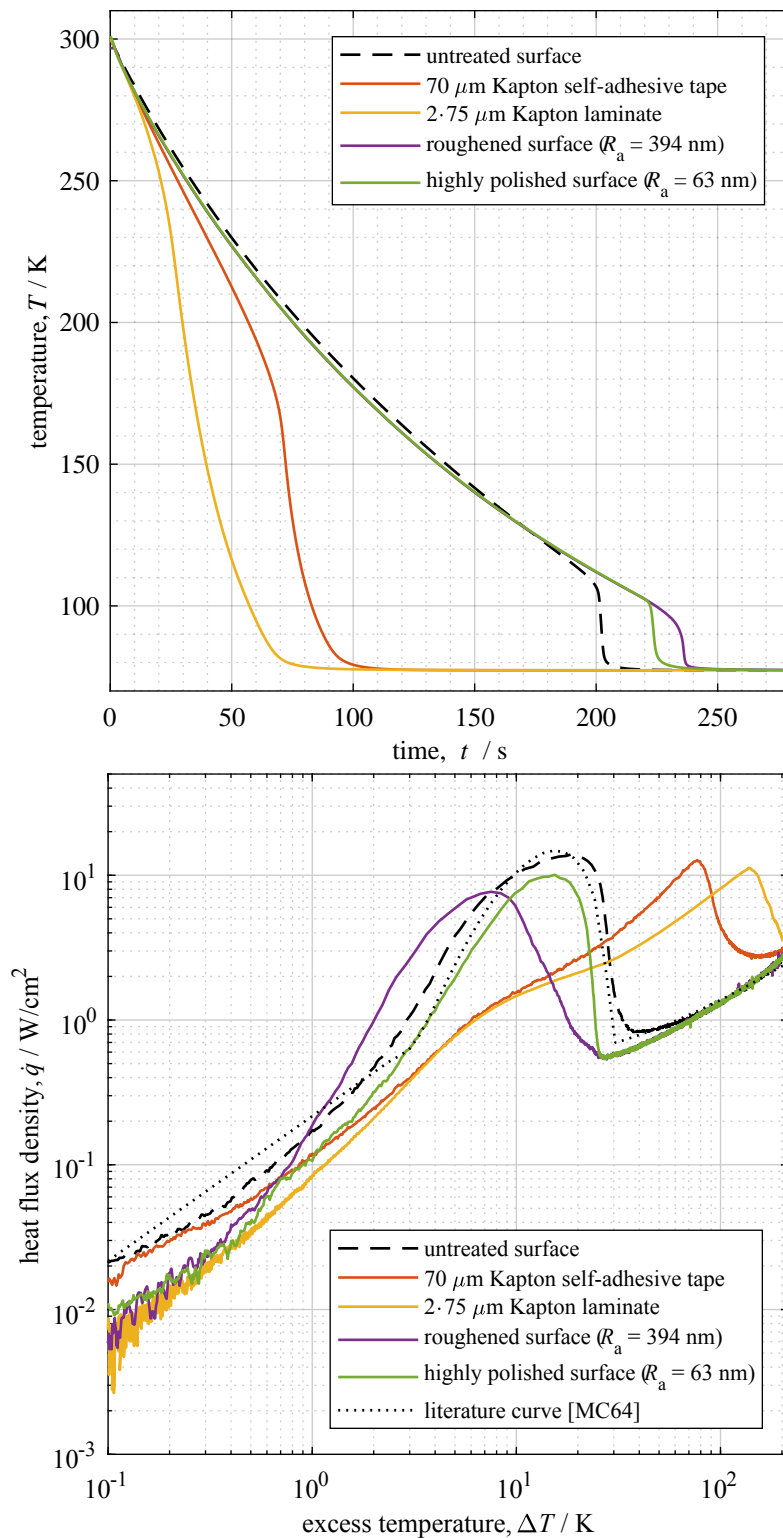 300
250
200
150
100
temperature, T / K
untreated surface
70 μm Kapton self-adhesive tape
2·75 μm Kapton laminate
roughened surface (Ra = 394 nm)
highly polished surface (Ra = 63 nm)
0 50 100 150 200 250
time, t / s
10^1
10^0
10^-1
10^-2
10^-3
heat flux density, q̇ / W/cm²
untreated surface
70 μm Kapton self-adhesive tape
2·75 μm Kapton laminate
roughened surface (Ra = 394 nm)
highly polished surface (Ra = 63 nm)
literature curve [MC64]
10^-1 10^0 10^1 10^2
excess temperature, ΔT / K